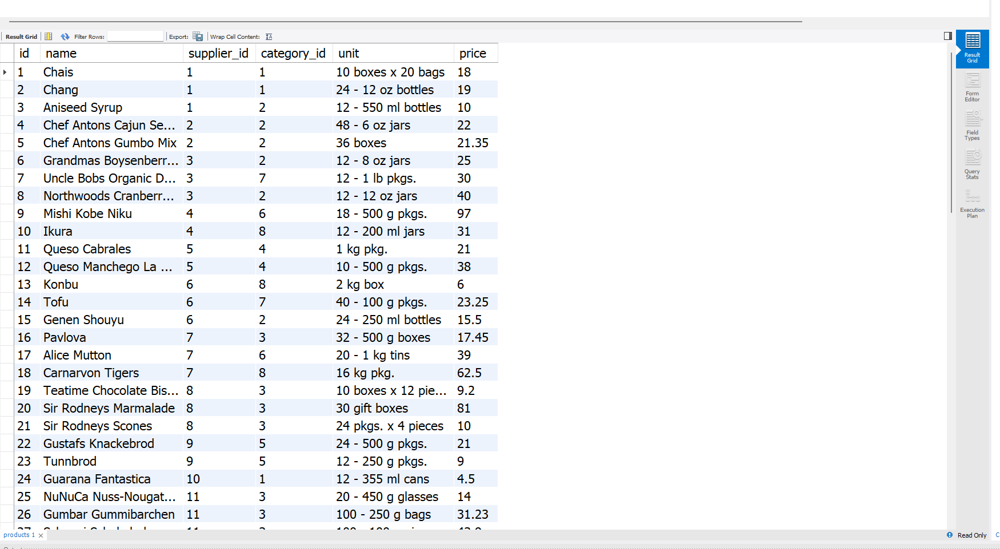 Result Grid Filter Rows: Export: Wrap Cell Content:
id name supplier_id category_id unit price
1 Chais 1 1 10 boxes x 20 bags 18
2 Chang 1 1 24 - 12 oz bottles 19
3 Aniseed Syrup 1 2 12 - 550 ml bottles 10
4 Chef Antons Cajun Se... 2 2 48 - 6 oz jars 22
5 Chef Antons Gumbo Mix 2 2 36 boxes 21.35
6 Grandmas Boysenberr... 3 2 12 - 8 oz jars 25
7 Uncle Bobs Organic D... 3 7 12 - 1 lb pkgs. 30
8 Northwoods Cranberr... 3 2 12 - 12 oz jars 40
9 Mishi Kobe Niku 4 6 18 - 500 g pkgs. 97
10 Ikura 4 8 12 - 200 ml jars 31
11 Queso Cabrales 5 4 1 kg pkg. 21
12 Queso Manchego La ... 5 4 10 - 500 g pkgs. 38
13 Konbu 6 8 2 kg box 6
14 Tofu 6 7 40 - 100 g pkgs. 23.25
15 Genen Shouyu 6 2 24 - 250 ml bottles 15.5
16 Pavlova 7 3 32 - 500 g boxes 17.45
17 Alice Mutton 7 6 20 - 1 kg tins 39
18 Carnarvon Tigers 7 8 16 kg pkg. 62.5
19 Teatime Chocolate Bis... 8 3 10 boxes x 12 pie... 9.2
20 Sir Rodneys Marmalade 8 3 30 gift boxes 81
21 Sir Rodneys Scones 8 3 24 pkgs. x 4 pieces 10
22 Gustafs Knackebrod 9 5 24 - 500 g pkgs. 21
23 Tunnbrod 9 5 12 - 250 g pkgs. 9
24 Guarana Fantastica 10 1 12 - 355 ml cans 4.5
25 NuNuCa Nuss-Nougat... 11 3 20 - 450 g glasses 14
26 Gumbar Gummibarchen 11 3 100 - 250 g bags 31.23
products 1
Result
Grid
Form
Editor
Field
Types
Query
Stats
Execution
Plan
Read Only